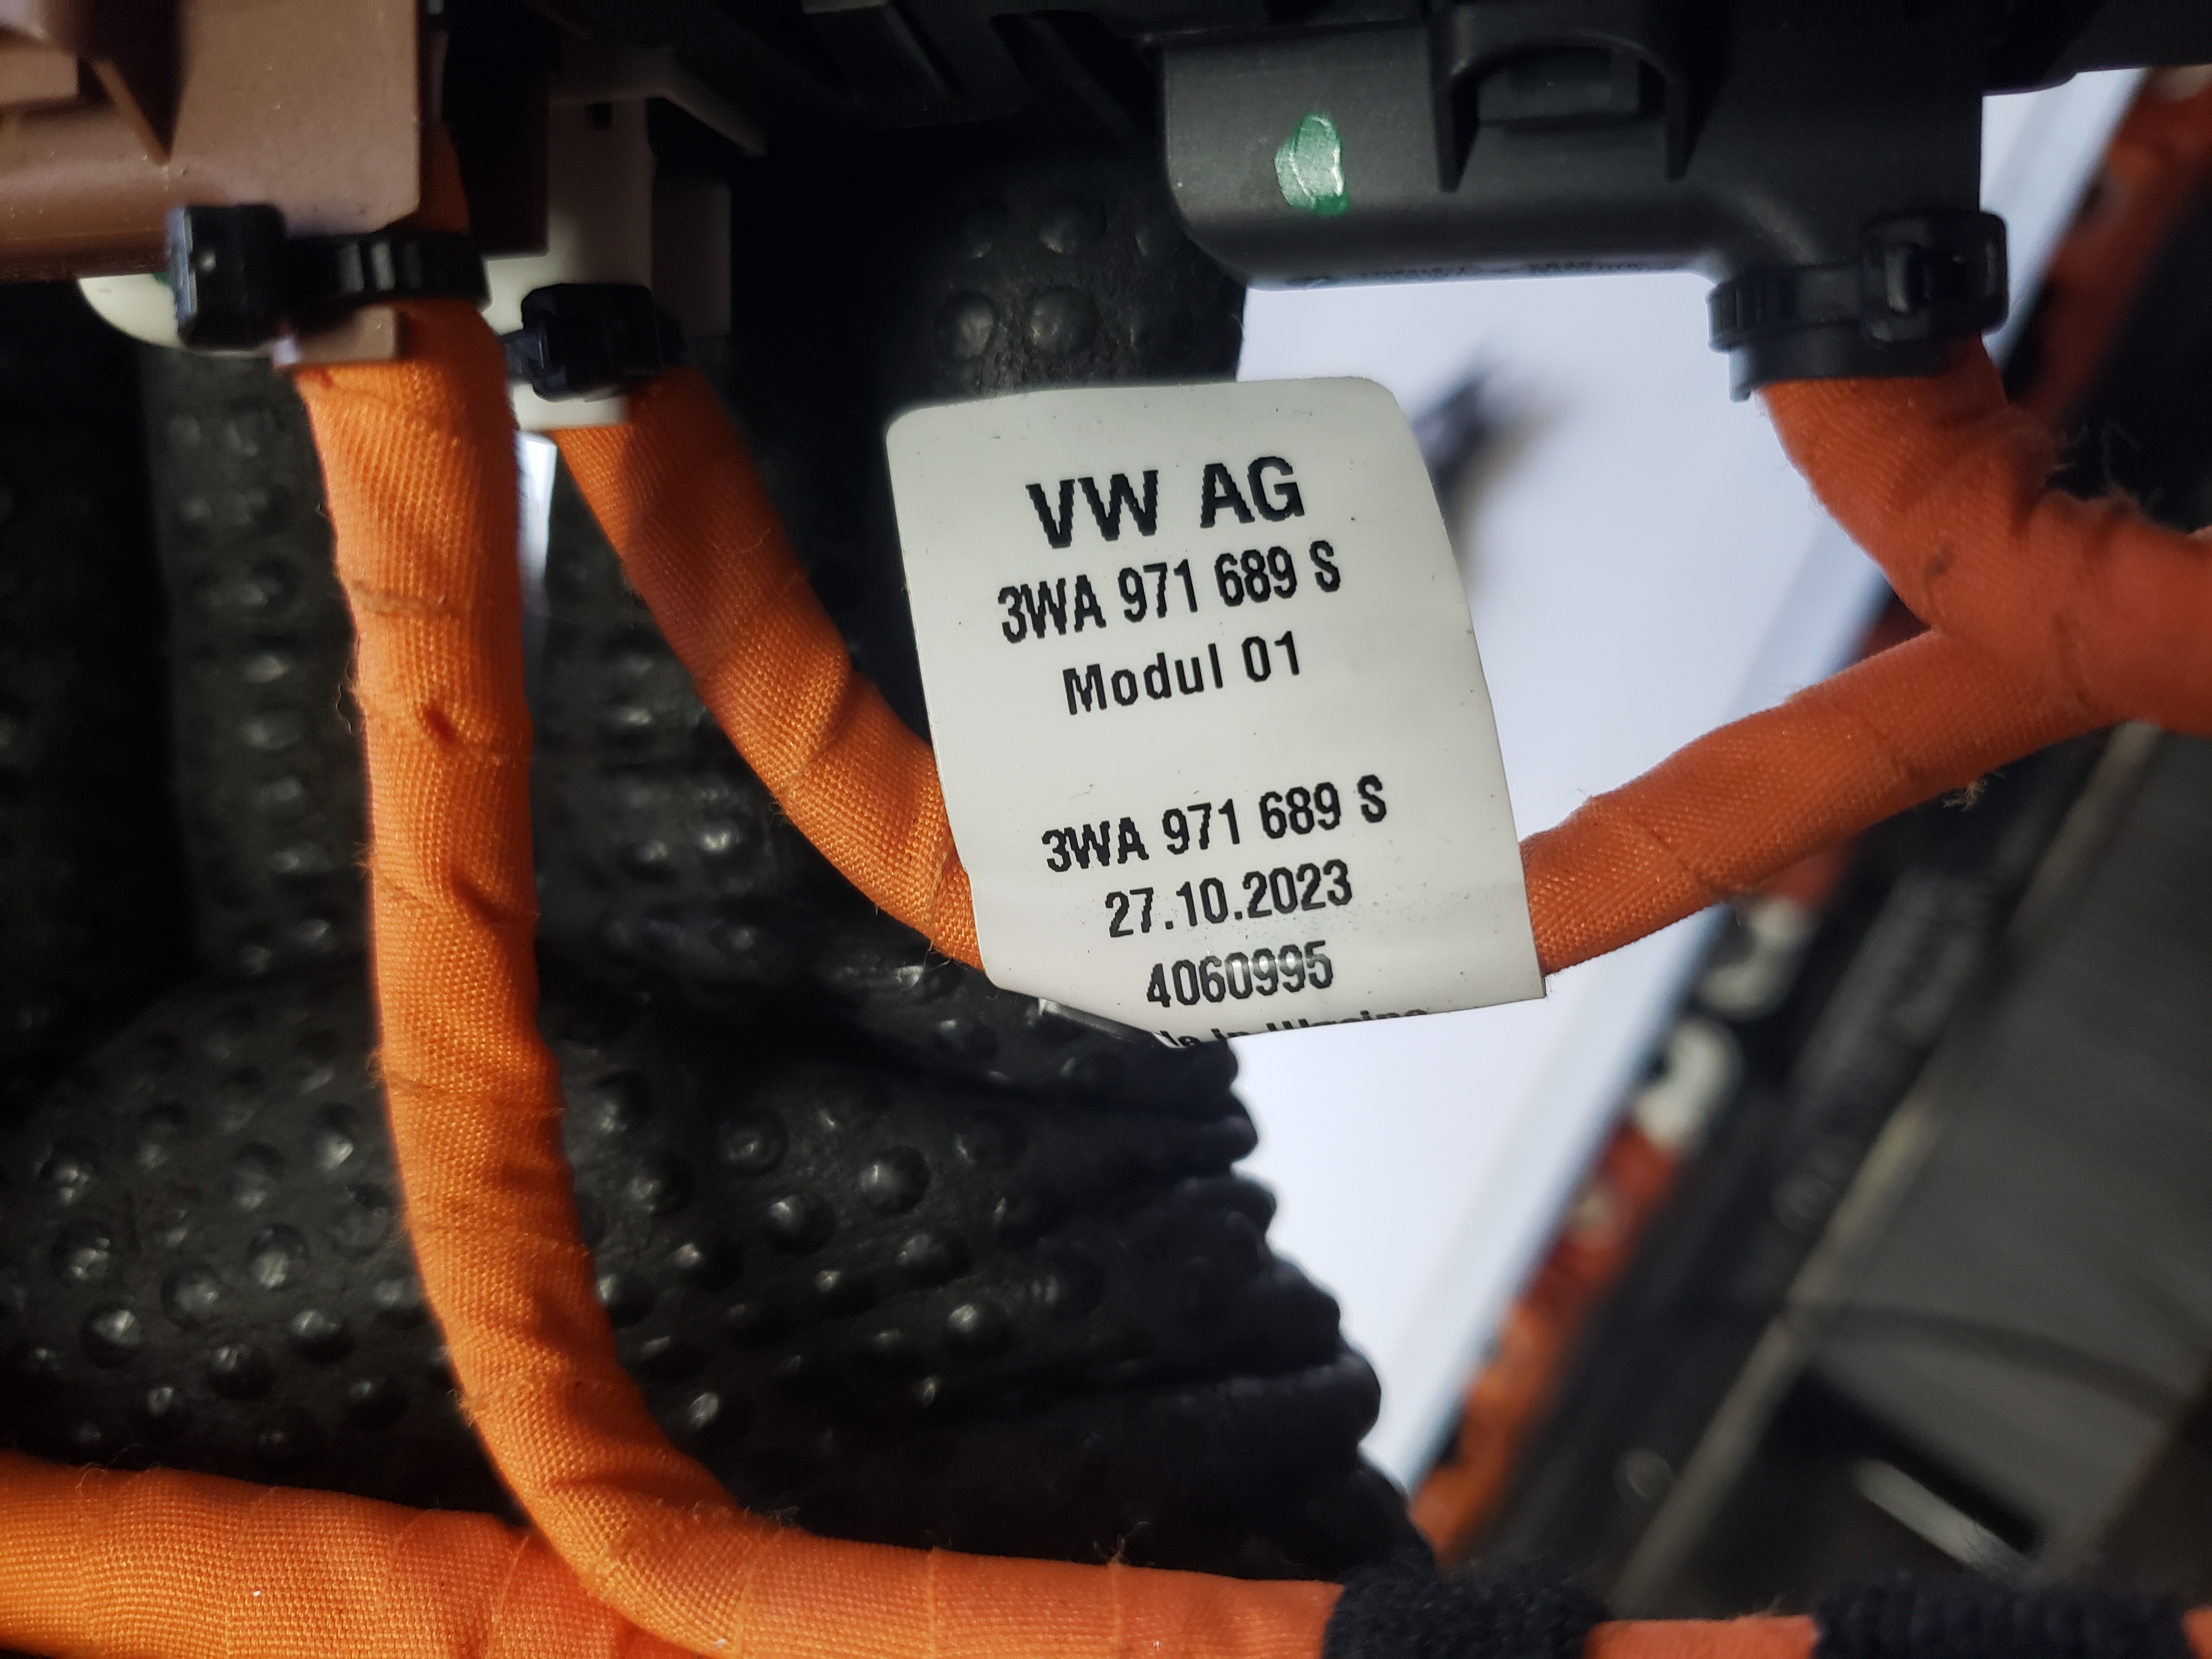 VW AG
3WA 971 689 S
Modul 01
3WA 971 689 S
27.10.2023
4060995